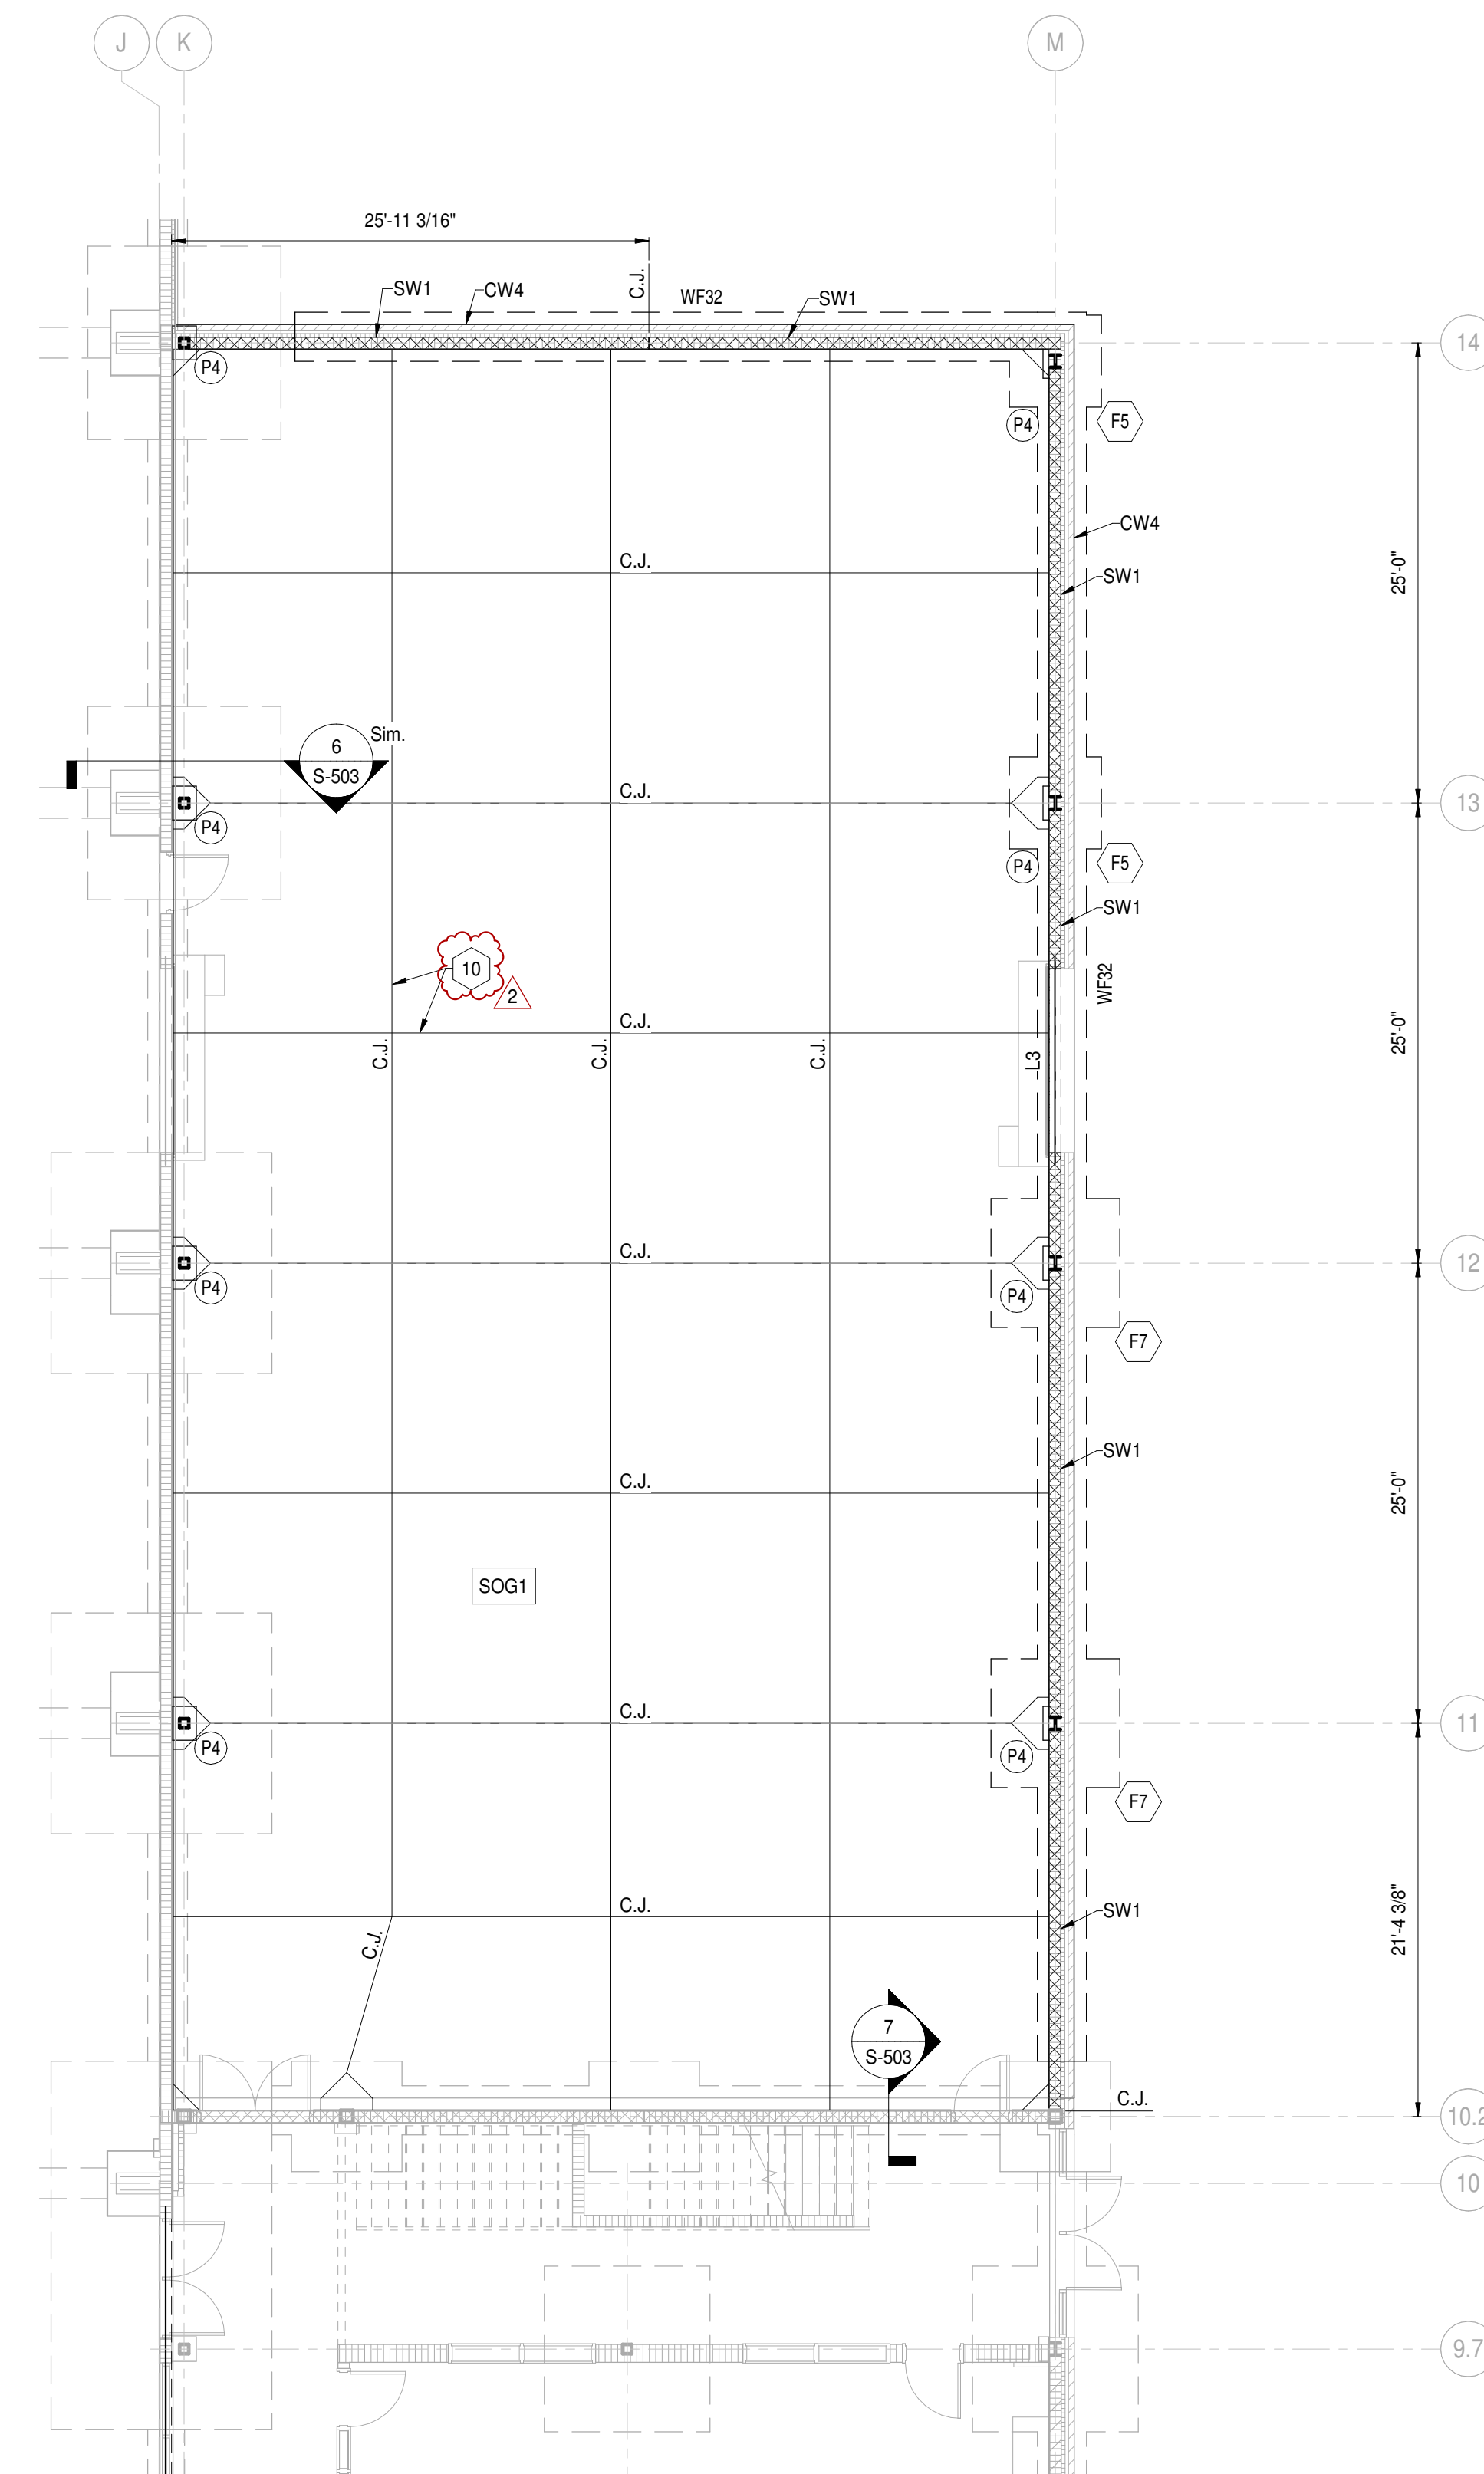 J
K
M
25'-11 3/16"
C.J.
SW1
CW4
WF32
SW1
14
P4
P4
F5
CW4
25'-0"
C.J.
SW1
Sim.
6
S-503
C.J.
13
P4
P4
F5
SW1
10
2
WF32
C.J.
25'-0"
C.J.
C.J.
C.J.
L3
C.J.
12
P4
P4
F7
SW1
C.J.
25'-0"
SOG1
C.J.
11
P4
P4
F7
C.J.
SW1
21'-4 3/8"
C.J.
7
S-503
C.J.
10.2
10
9.7